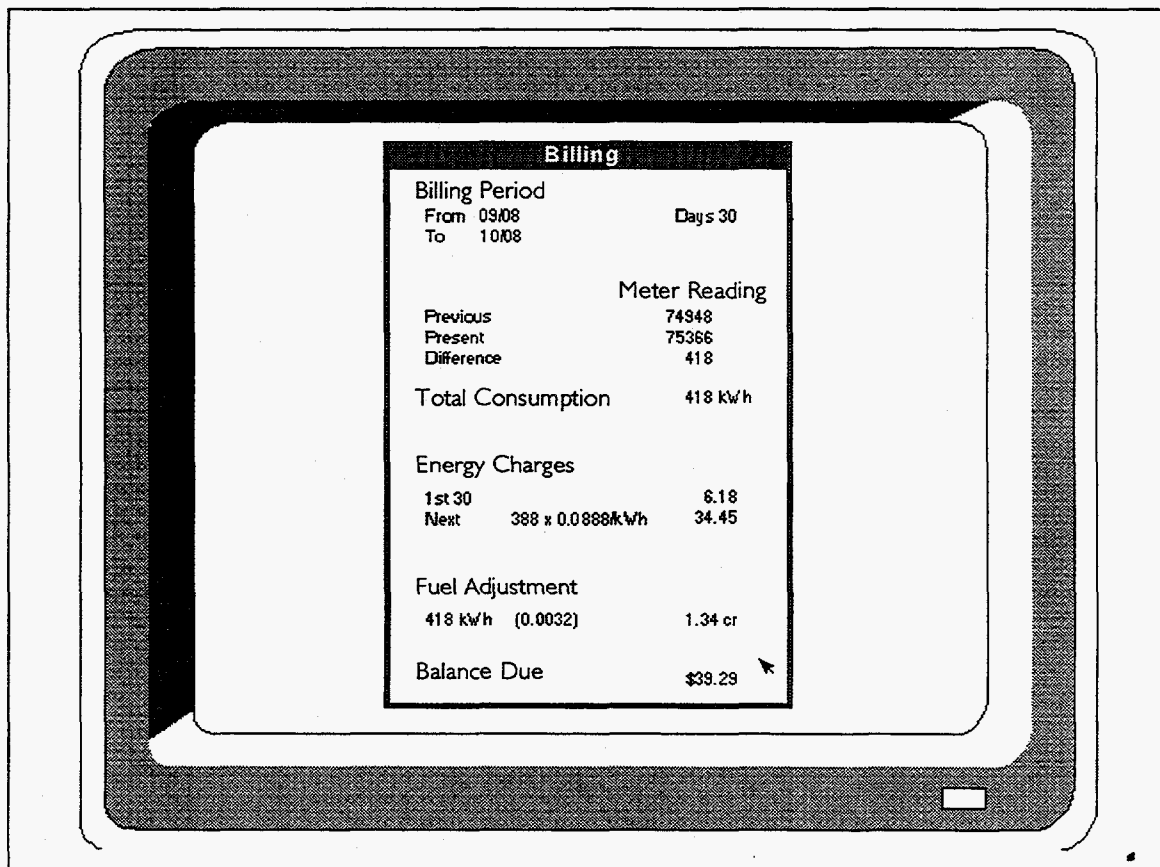 Billing
Billing Period
From 09/08 Days 30
To 10/08
Meter Reading
Previous 74948
Present 75366
Difference 418
Total Consumption 418 kWh
Energy Charges
1st 30 6.18
Next 388 x 0.0888/kWh 34.45
Fuel Adjustment
418 kWh (0.0032) 1.34 cr
Balance Due $39.29